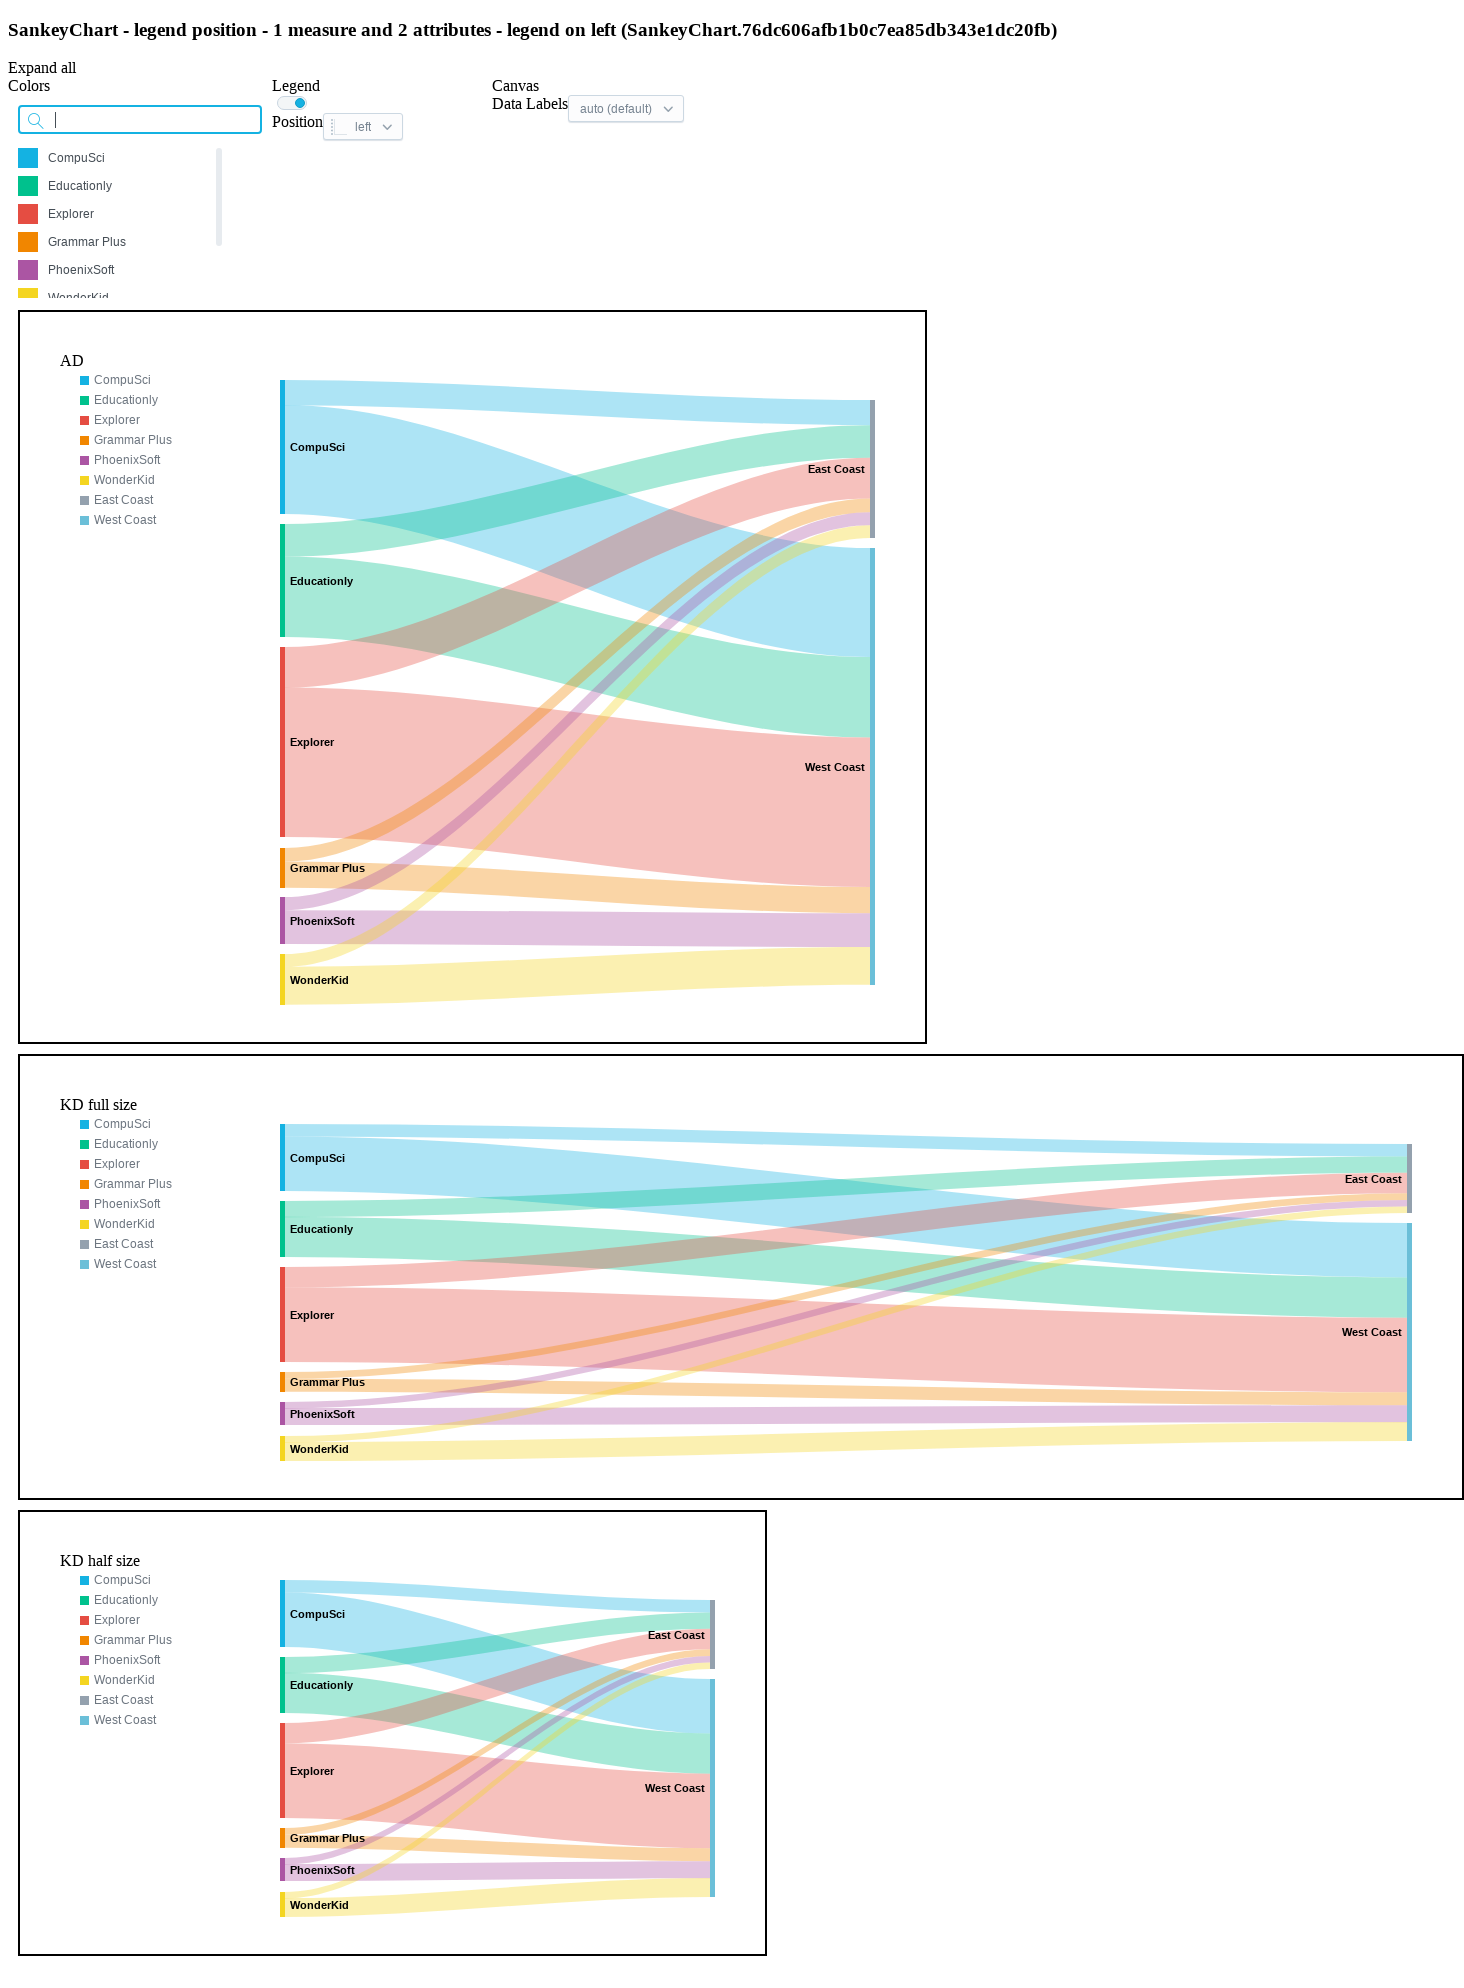 SankeyChart - legend position - 1 measure and 2 attributes - legend on left (SankeyChart.76dc606afb1b0c7ea85db343e1dc20fb)
Expand all
Colors
CompuSci
Educationly
Explorer
Grammar Plus
PhoenixSoft
WonderKid
Legend
Position left
Canvas
Data Labels auto (default)
AD
CompuSci
Educationly
Explorer
Grammar Plus
PhoenixSoft
WonderKid
East Coast
West Coast
CompuSci
East Coast
Educationly
Explorer
West Coast
Grammar Plus
PhoenixSoft
WonderKid
KD full size
CompuSci
Educationly
Explorer
Grammar Plus
PhoenixSoft
WonderKid
East Coast
West Coast
CompuSci
East Coast
Educationly
Explorer
West Coast
Grammar Plus
PhoenixSoft
WonderKid
KD half size
CompuSci
Educationly
Explorer
Grammar Plus
PhoenixSoft
WonderKid
East Coast
West Coast
CompuSci
East Coast
Educationly
Explorer
West Coast
Grammar Plus
PhoenixSoft
WonderKid